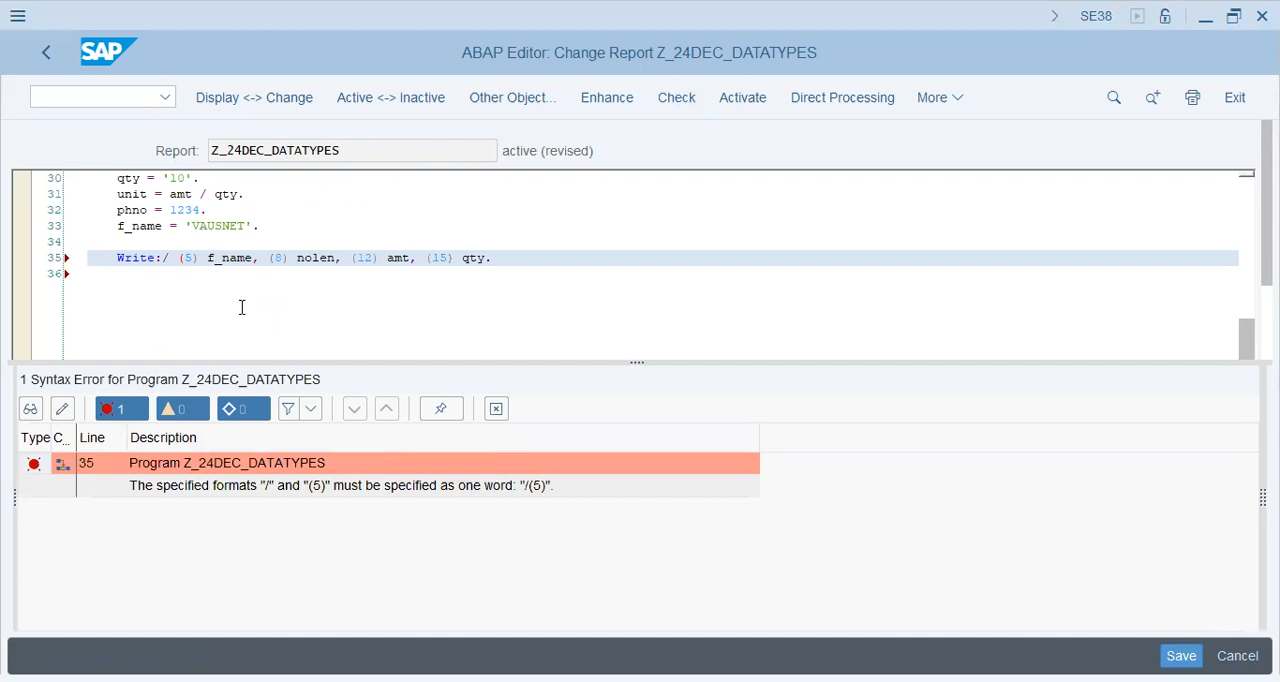 SE38
SAP
ABAP Editor: Change Report Z_24DEC_DATATYPES
Display <-> Change Active <-> Inactive Other Object... Enhance Check Activate Direct Processing More Exit
Report: Z_24DEC_DATATYPES active (revised)
30 qty = '10'.
31 unit = amt / qty.
32 phno = 1234.
33 f_name = 'VAUSNET'.
34
35 Write:/ (5) f_name, (8) nolen, (12) amt, (15) qty.
36
1 Syntax Error for Program Z_24DEC_DATATYPES
1 0 0
Type C... Line Description
35 Program Z_24DEC_DATATYPES
The specified formats "/" and "(5)" must be specified as one word: "/(5)".
Save Cancel